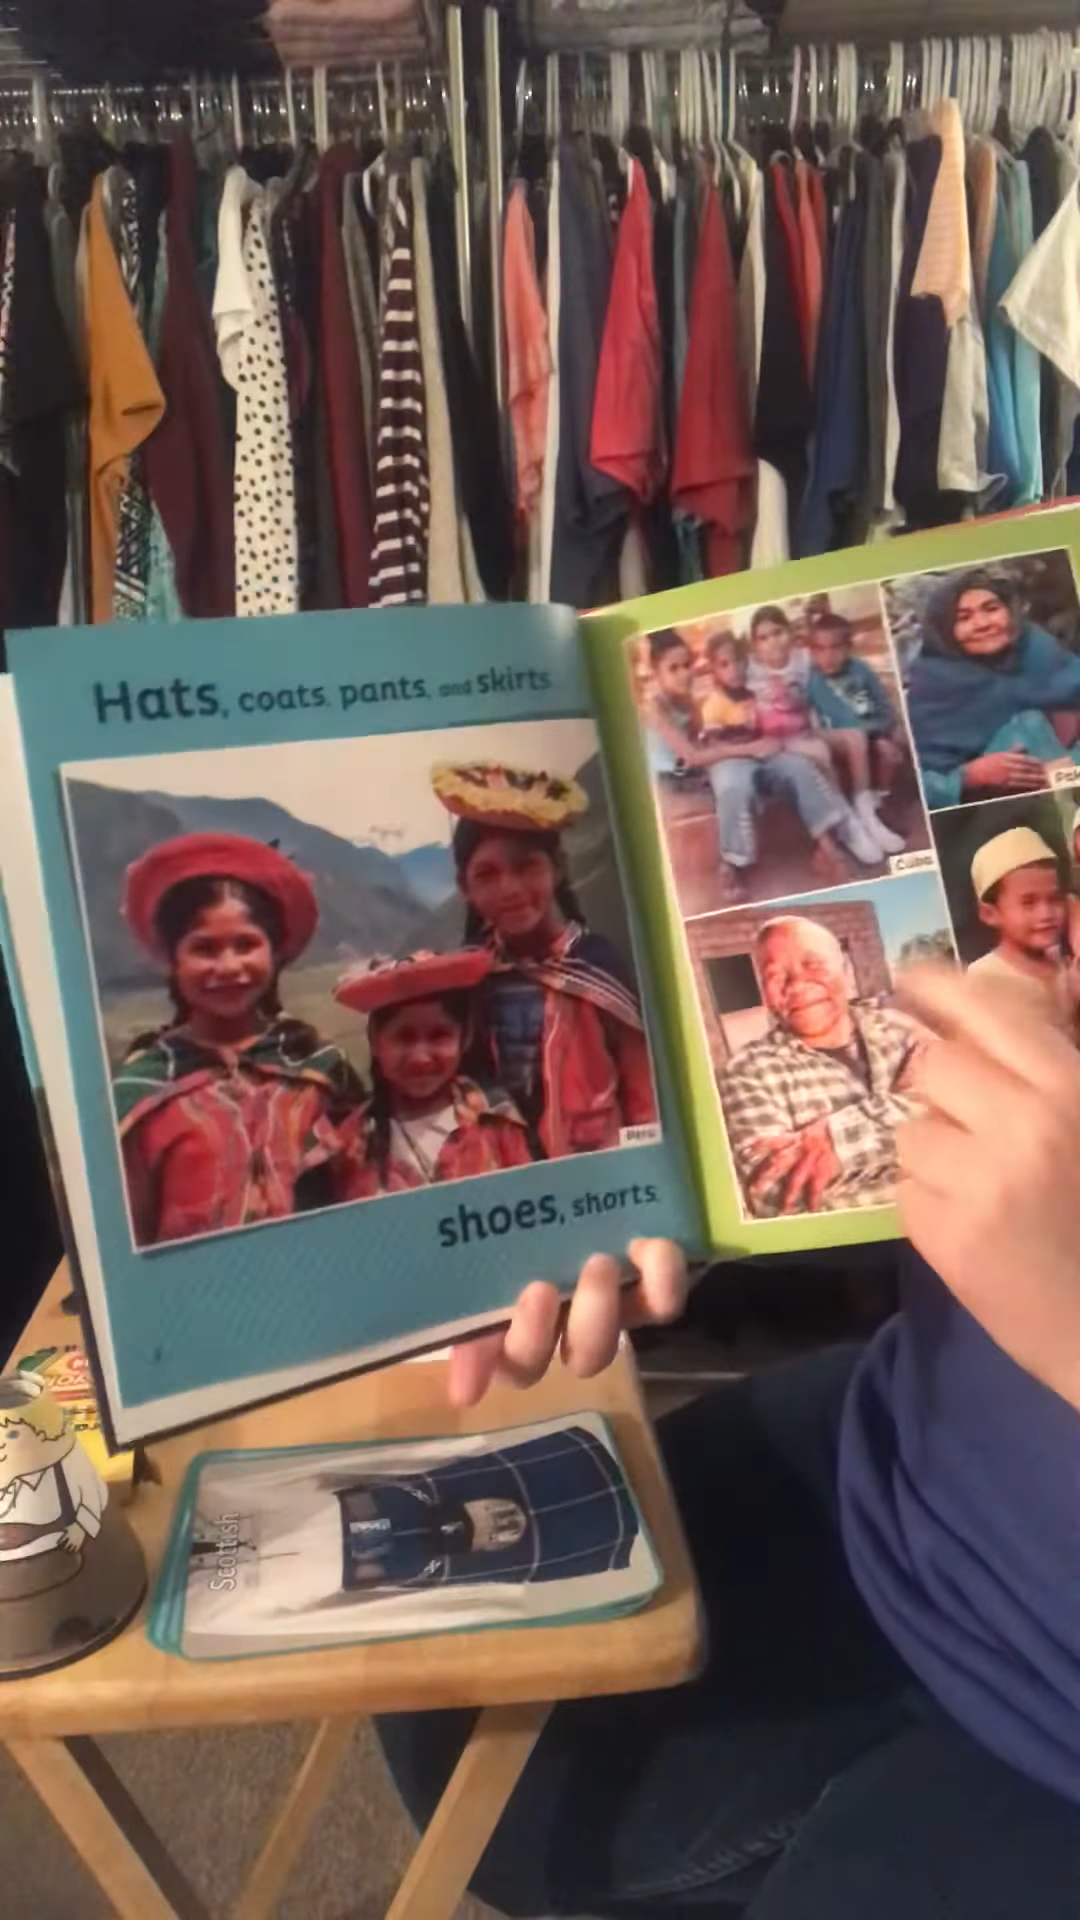 Hats, coats, pants, and skirts,
Peru
shoes, shorts,
Cuba
Scottish